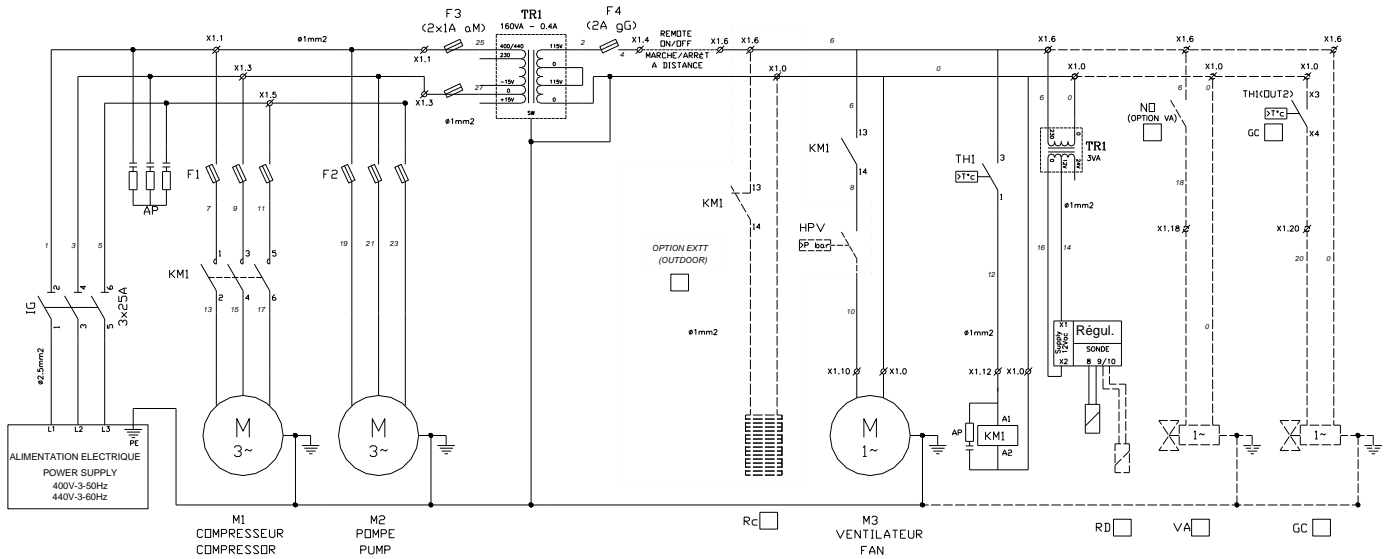 F3
(2x1A aM)
TR1
160VA - 0.4A
F4
(2A gG)
X1.1
ø1mm2
25
400/440
230
115V
0
2
X1.4
REMOTE
ON/OFF
X1.6
X1.6
6
X1.6
X1.6
X1.6
X1.1
4
MARCHE/ARRÊT
A DISTANCE
X1.3
27
-15V
0
+15V
115V
0
X1.0
0
X1.0
X1.0
X1.0
X1.3
X1.5
ø1mm2
SW
6
6
0
6
0
NO
(OPTION VA)
TH1(OUT2)
X3
>T°c
X4
GC
KM1
13
14
8
230
0
TR1
3VA
0
12V
24V
F1
F2
TH1
3
>T°c
1
ø1mm2
AP
7
9
11
KM1
13
14
18
1
3
5
19
21
23
OPTION EXTT
(OUTDOOR)
HPV
>P bar
16
14
X1.18
X1.20
20
0
KM1
1
3
5
2
4
6
12
IG
2
4
6
1
3
5
3x25A
13
15
17
10
ø1mm2
ø1mm2
X1
Supply
12Vac
X2
Régul.
SONDE
8
9/10
0
ø2.5mm2
X1.10
X1.0
X1.12
X1.0
L1
L2
L3
PE
ALIMENTATION ELECTRIQUE
POWER SUPPLY
400V-3-50Hz
440V-3-60Hz
M
3~
M
3~
M
1~
AP
A1
KM1
A2
1~
1~
M1
COMPRESSEUR
COMPRESSOR
M2
POMPE
PUMP
Rc
M3
VENTILATEUR
FAN
RD
VA
GC